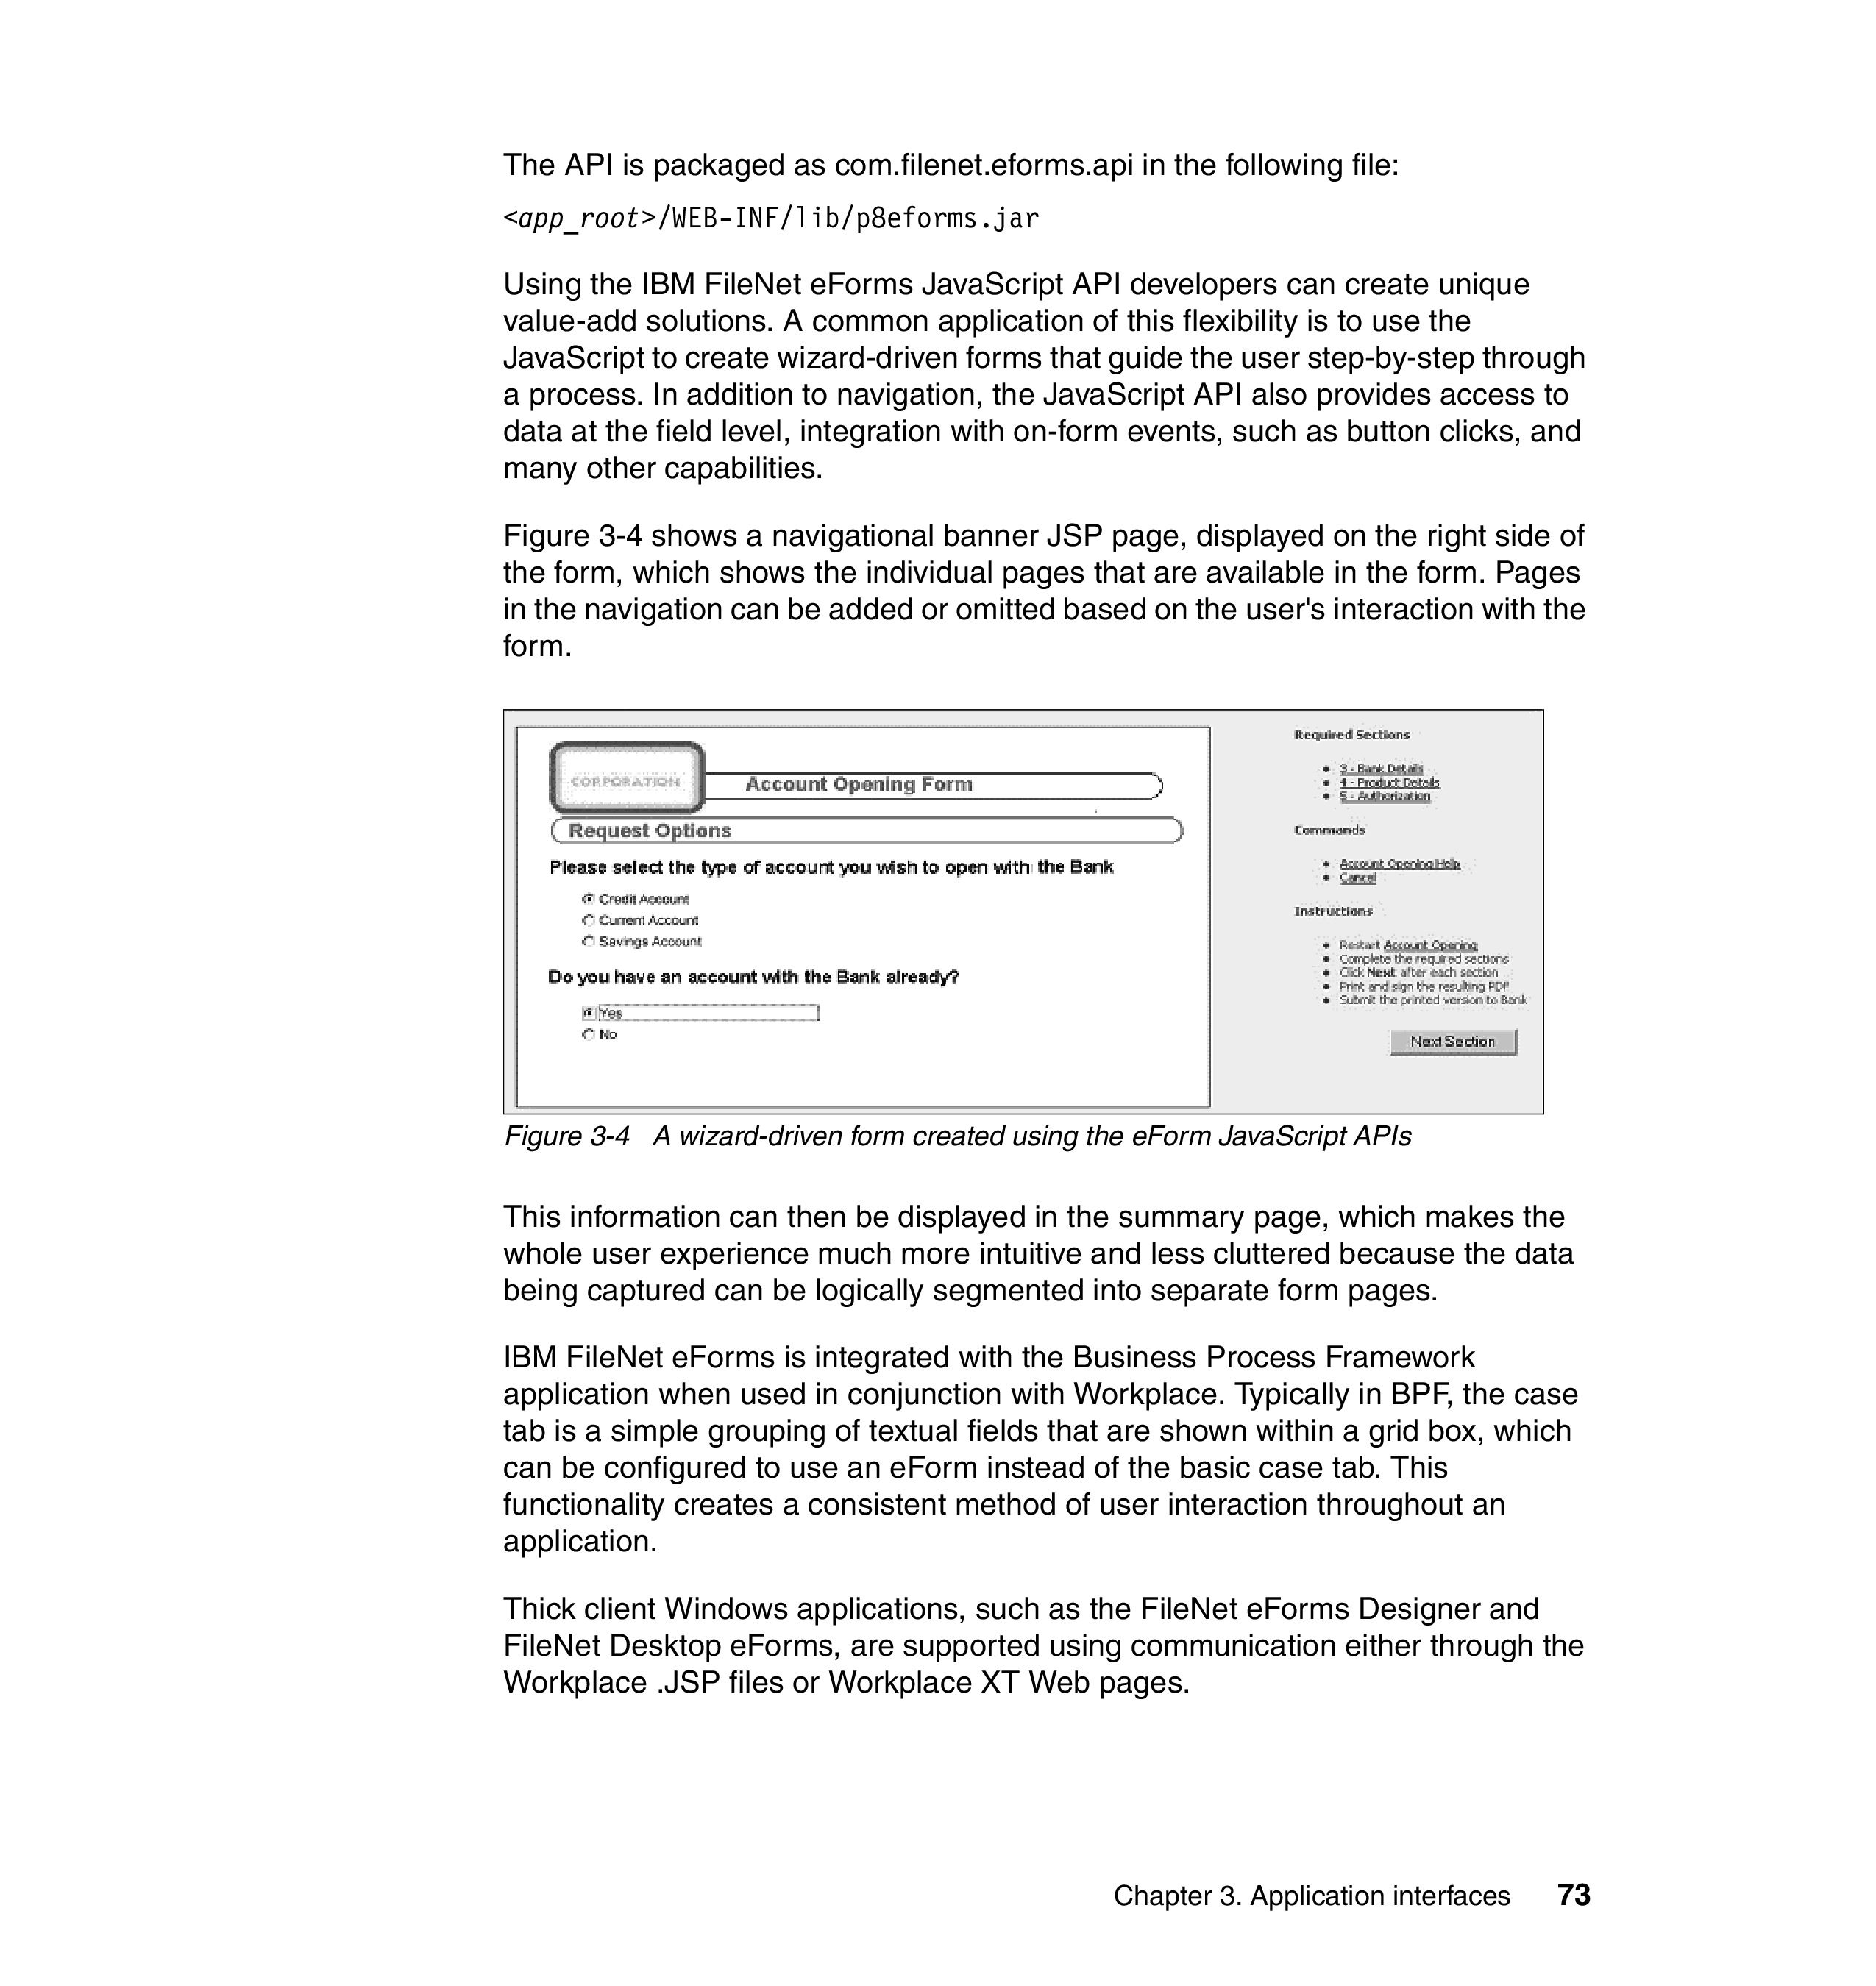 The API is packaged as com.filenet.eforms.api in the following file:
<app_root>/WEB-INF/lib/p8eforms.jar
Using the IBM FileNet eForms JavaScript API developers can create unique
value-add solutions. A common application of this flexibility is to use the
JavaScript to create wizard-driven forms that guide the user step-by-step through
a process. In addition to navigation, the JavaScript API also provides access to
data at the field level, integration with on-form events, such as button clicks, and
many other capabilities.
Figure 3-4 shows a navigational banner JSP page, displayed on the right side of
the form, which shows the individual pages that are available in the form. Pages
in the navigation can be added or omitted based on the user's interaction with the
form.
CORPORATION
Account Opening Form
Request Options
Please select the type of account you wish to open with the Bank
Credit Account
Current Account
Savings Account
Do you have an account with the Bank already?
Yes
No
Required Sections
• 3 - Bank Details
• 4 - Product Details
• 5 - Authorization
Commands
• Account Opening Help
• Cancel
Instructions
• Restart Account Opening
• Complete the required sections
• Click Next after each section
• Print and sign the resulting PDF
• Submit the printed version to Bank
Next Section
Figure 3-4 A wizard-driven form created using the eForm JavaScript APIs
This information can then be displayed in the summary page, which makes the
whole user experience much more intuitive and less cluttered because the data
being captured can be logically segmented into separate form pages.
IBM FileNet eForms is integrated with the Business Process Framework
application when used in conjunction with Workplace. Typically in BPF, the case
tab is a simple grouping of textual fields that are shown within a grid box, which
can be configured to use an eForm instead of the basic case tab. This
functionality creates a consistent method of user interaction throughout an
application.
Thick client Windows applications, such as the FileNet eForms Designer and
FileNet Desktop eForms, are supported using communication either through the
Workplace .JSP files or Workplace XT Web pages.
Chapter 3. Application interfaces 73